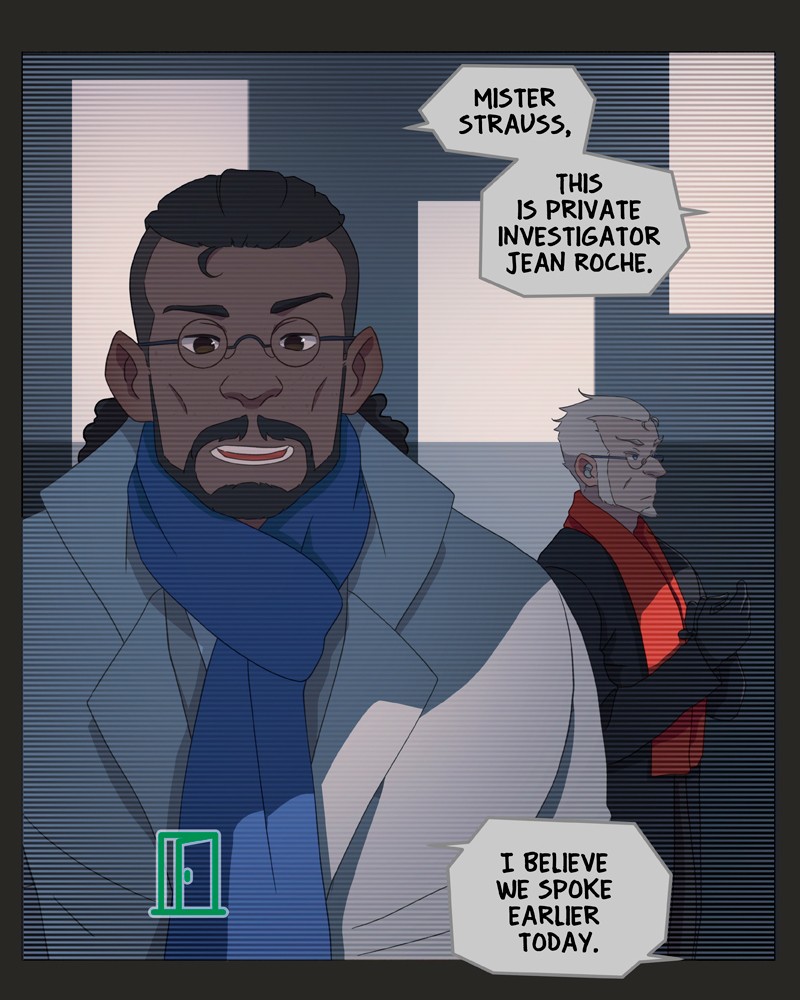 MISTER
STRAUSS,
THIS
IS PRIVATE
INVESTIGATOR
JEAN ROCHE.
I BELIEVE
WE SPOKE
EARLIER
TODAY.